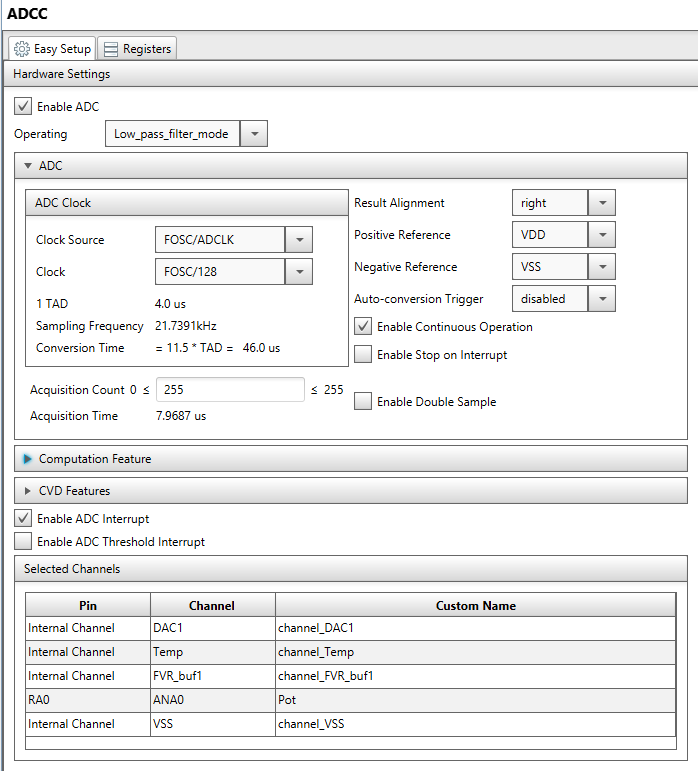 ADCC
Easy Setup
Registers
Hardware Settings
Enable ADC
Operating Low_pass_filter_mode
ADC
ADC Clock
Clock Source FOSC/ADCLK
Clock FOSC/128
1 TAD 4.0 us
Sampling Frequency 21.7391kHz
Conversion Time = 11.5 * TAD = 46.0 us
Result Alignment right
Positive Reference VDD
Negative Reference VSS
Auto-conversion Trigger disabled
Enable Continuous Operation
Enable Stop on Interrupt
Acquisition Count 0 ≤ 255 ≤ 255
Enable Double Sample
Acquisition Time 7.9687 us
Computation Feature
CVD Features
Enable ADC Interrupt
Enable ADC Threshold Interrupt
Selected Channels
Pin Channel Custom Name
Internal Channel DAC1 channel_DAC1
Internal Channel Temp channel_Temp
Internal Channel FVR_buf1 channel_FVR_buf1
RA0 ANA0 Pot
Internal Channel VSS channel_VSS